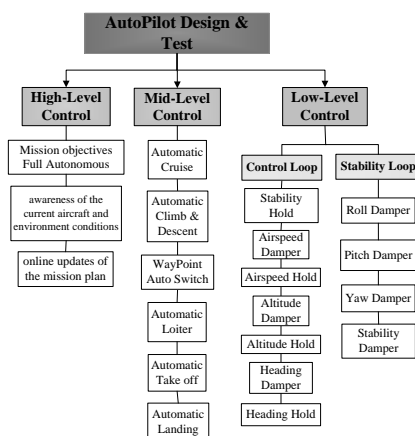 AutoPilot Design &
Test
High-Level
Control
Mission objectives
Full Autonomous
awareness of the
current aircraft and
environment conditions
online updates of
the mission plan
Mid-Level
Control
Automatic
Cruise
Automatic
Climb &
Descent
WayPoint
Auto Switch
Automatic
Loiter
Automatic
Take off
Automatic
Landing
Low-Level
Control
Control Loop
Stability
Hold
Airspeed
Damper
Airspeed Hold
Altitude
Damper
Altitude Hold
Heading
Damper
Heading Hold
Stability Loop
Roll Damper
Pitch Damper
Yaw Damper
Stability
Damper